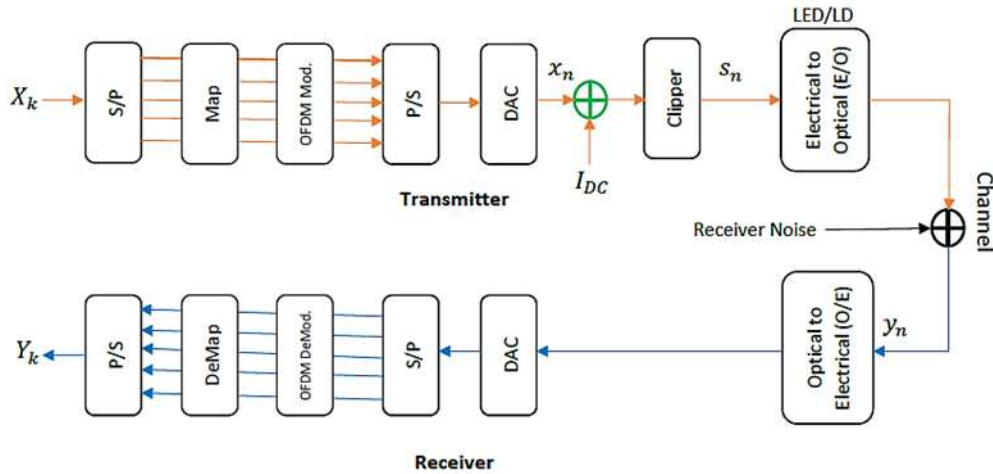 LED/LD
X_k
S/P
Map
OFDM Mod.
P/S
DAC
x_n
I_DC
Clipper
s_n
Electrical to
Optical (E/O)
Transmitter
Channel
Receiver Noise
Y_k
P/S
DeMap
OFDM DeMod.
S/P
DAC
Optical to
Electrical (O/E)
y_n
Receiver